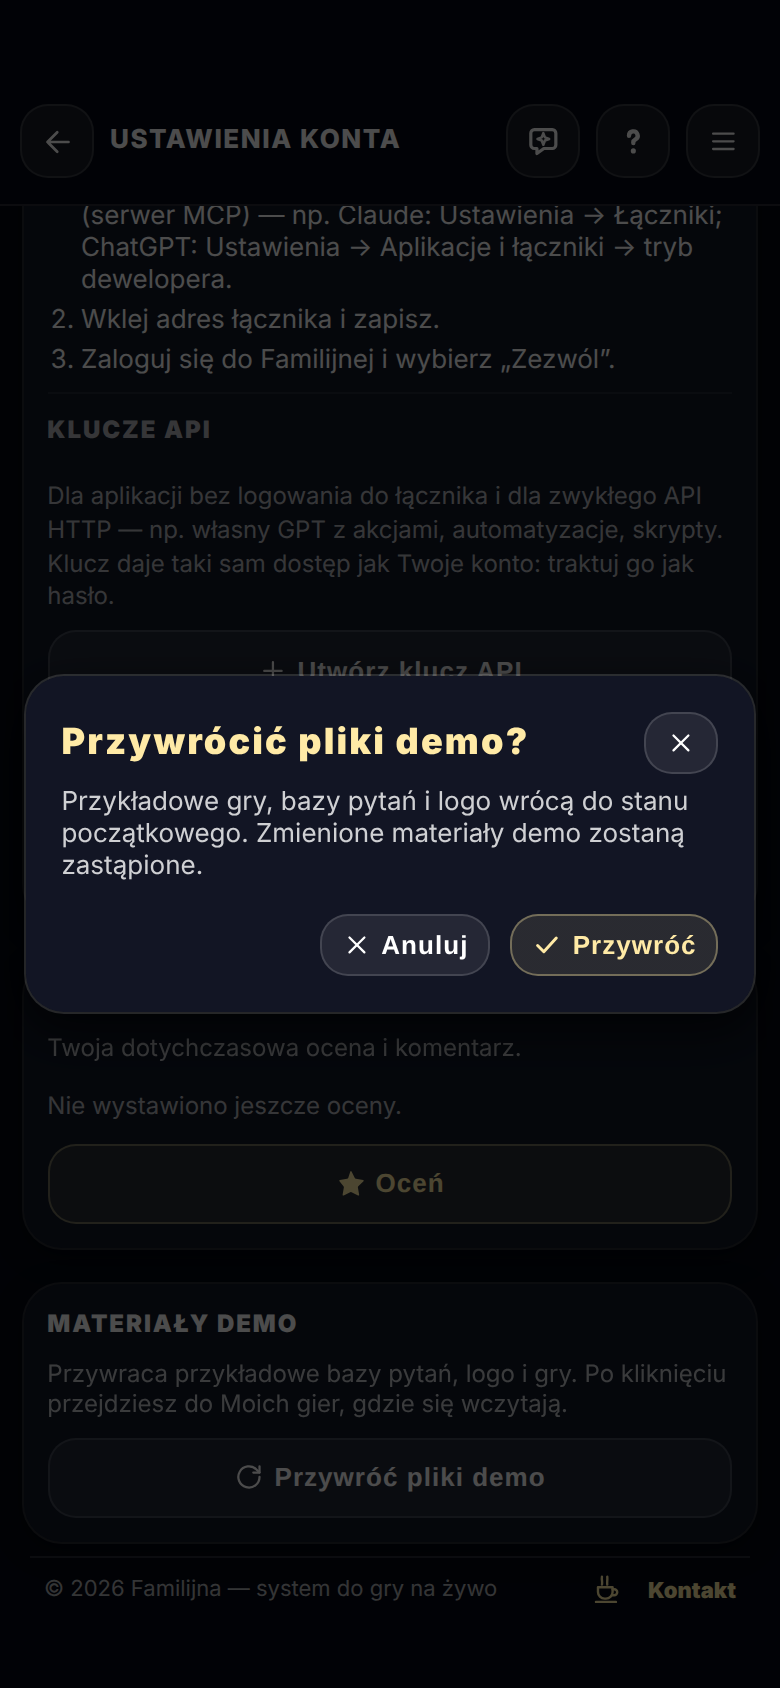 USTAWIENIA KONTA
(serwer MCP) — np. Claude: Ustawienia → Łączniki;
ChatGPT: Ustawienia → Aplikacje i łączniki → tryb
dewelopera.
2. Wklej adres łącznika i zapisz.
3. Zaloguj się do Familijnej i wybierz „Zezwól”.
KLUCZE API
Dla aplikacji bez logowania do łącznika i dla zwykłego API
HTTP — np. własny GPT z akcjami, automatyzacje, skrypty.
Klucz daje taki sam dostęp jak Twoje konto: traktuj go jak
hasło.
Utwórz klucz API
Przywrócić pliki demo?
Przykładowe gry, bazy pytań i logo wrócą do stanu
początkowego. Zmienione materiały demo zostaną
zastąpione.
Anuluj
Przywróć
Twoja dotychczasowa ocena i komentarz.
Nie wystawiono jeszcze oceny.
Oceń
MATERIAŁY DEMO
Przywraca przykładowe bazy pytań, logo i gry. Po kliknięciu
przejdziesz do Moich gier, gdzie się wczytają.
Przywróć pliki demo
© 2026 Familijna — system do gry na żywo
Kontakt